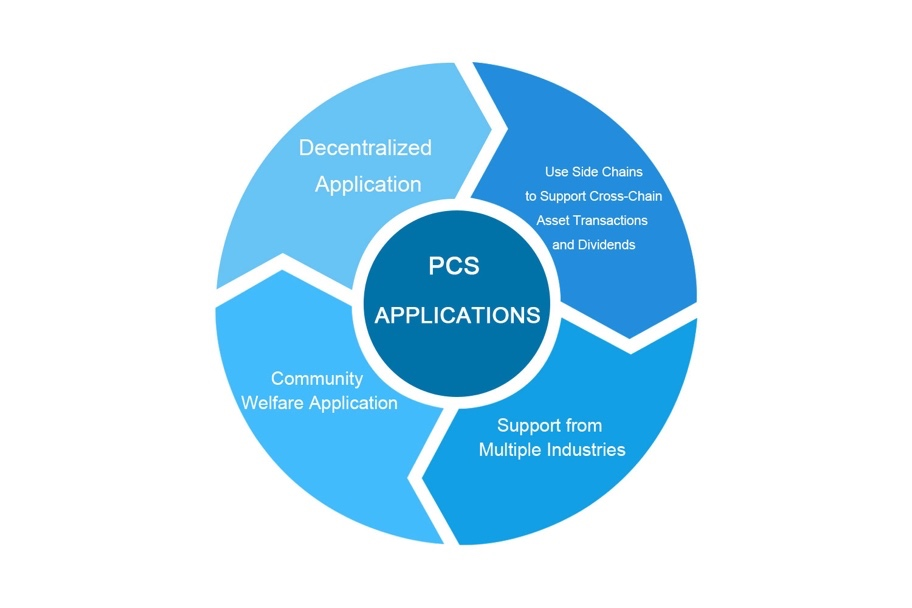 Decentralized
Application
Use Side Chains
to Support Cross-Chain
Asset Transactions
and Dividends
PCS
APPLICATIONS
Community
Welfare Application
Support from
Multiple Industries